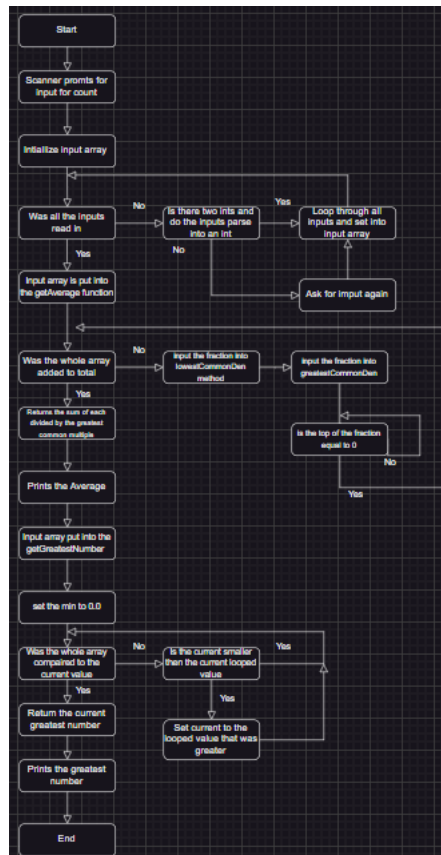 Start
Scanner promts for
input for count
Intiallize input array
No
Is there two ints and
do the inputs parse
into an int
Yes
Loop through all
inputs and set into
input array
Was all the inputs
read in
Yes
No
Input array is put into
the getAverage function
Ask for imput again
Was the whole array
added to total
No
Input the fraction into
lowestCommonDen
method
Input the fraction into
greatestCommonDen
Yes
Returns the sum of each
divided by the greatest
common multiple
is the top of the fraction
equal to 0
No
Yes
Prints the Average
Input array put into the
getGreatestNumber
set the min to 0.0
Was the whole array
compaired to the
current value
No
Is the current smaller
then the current looped
value
Yes
Yes
Yes
Return the current
greatest number
Set current to the
looped value that was
greater
Prints the greatest
number
End